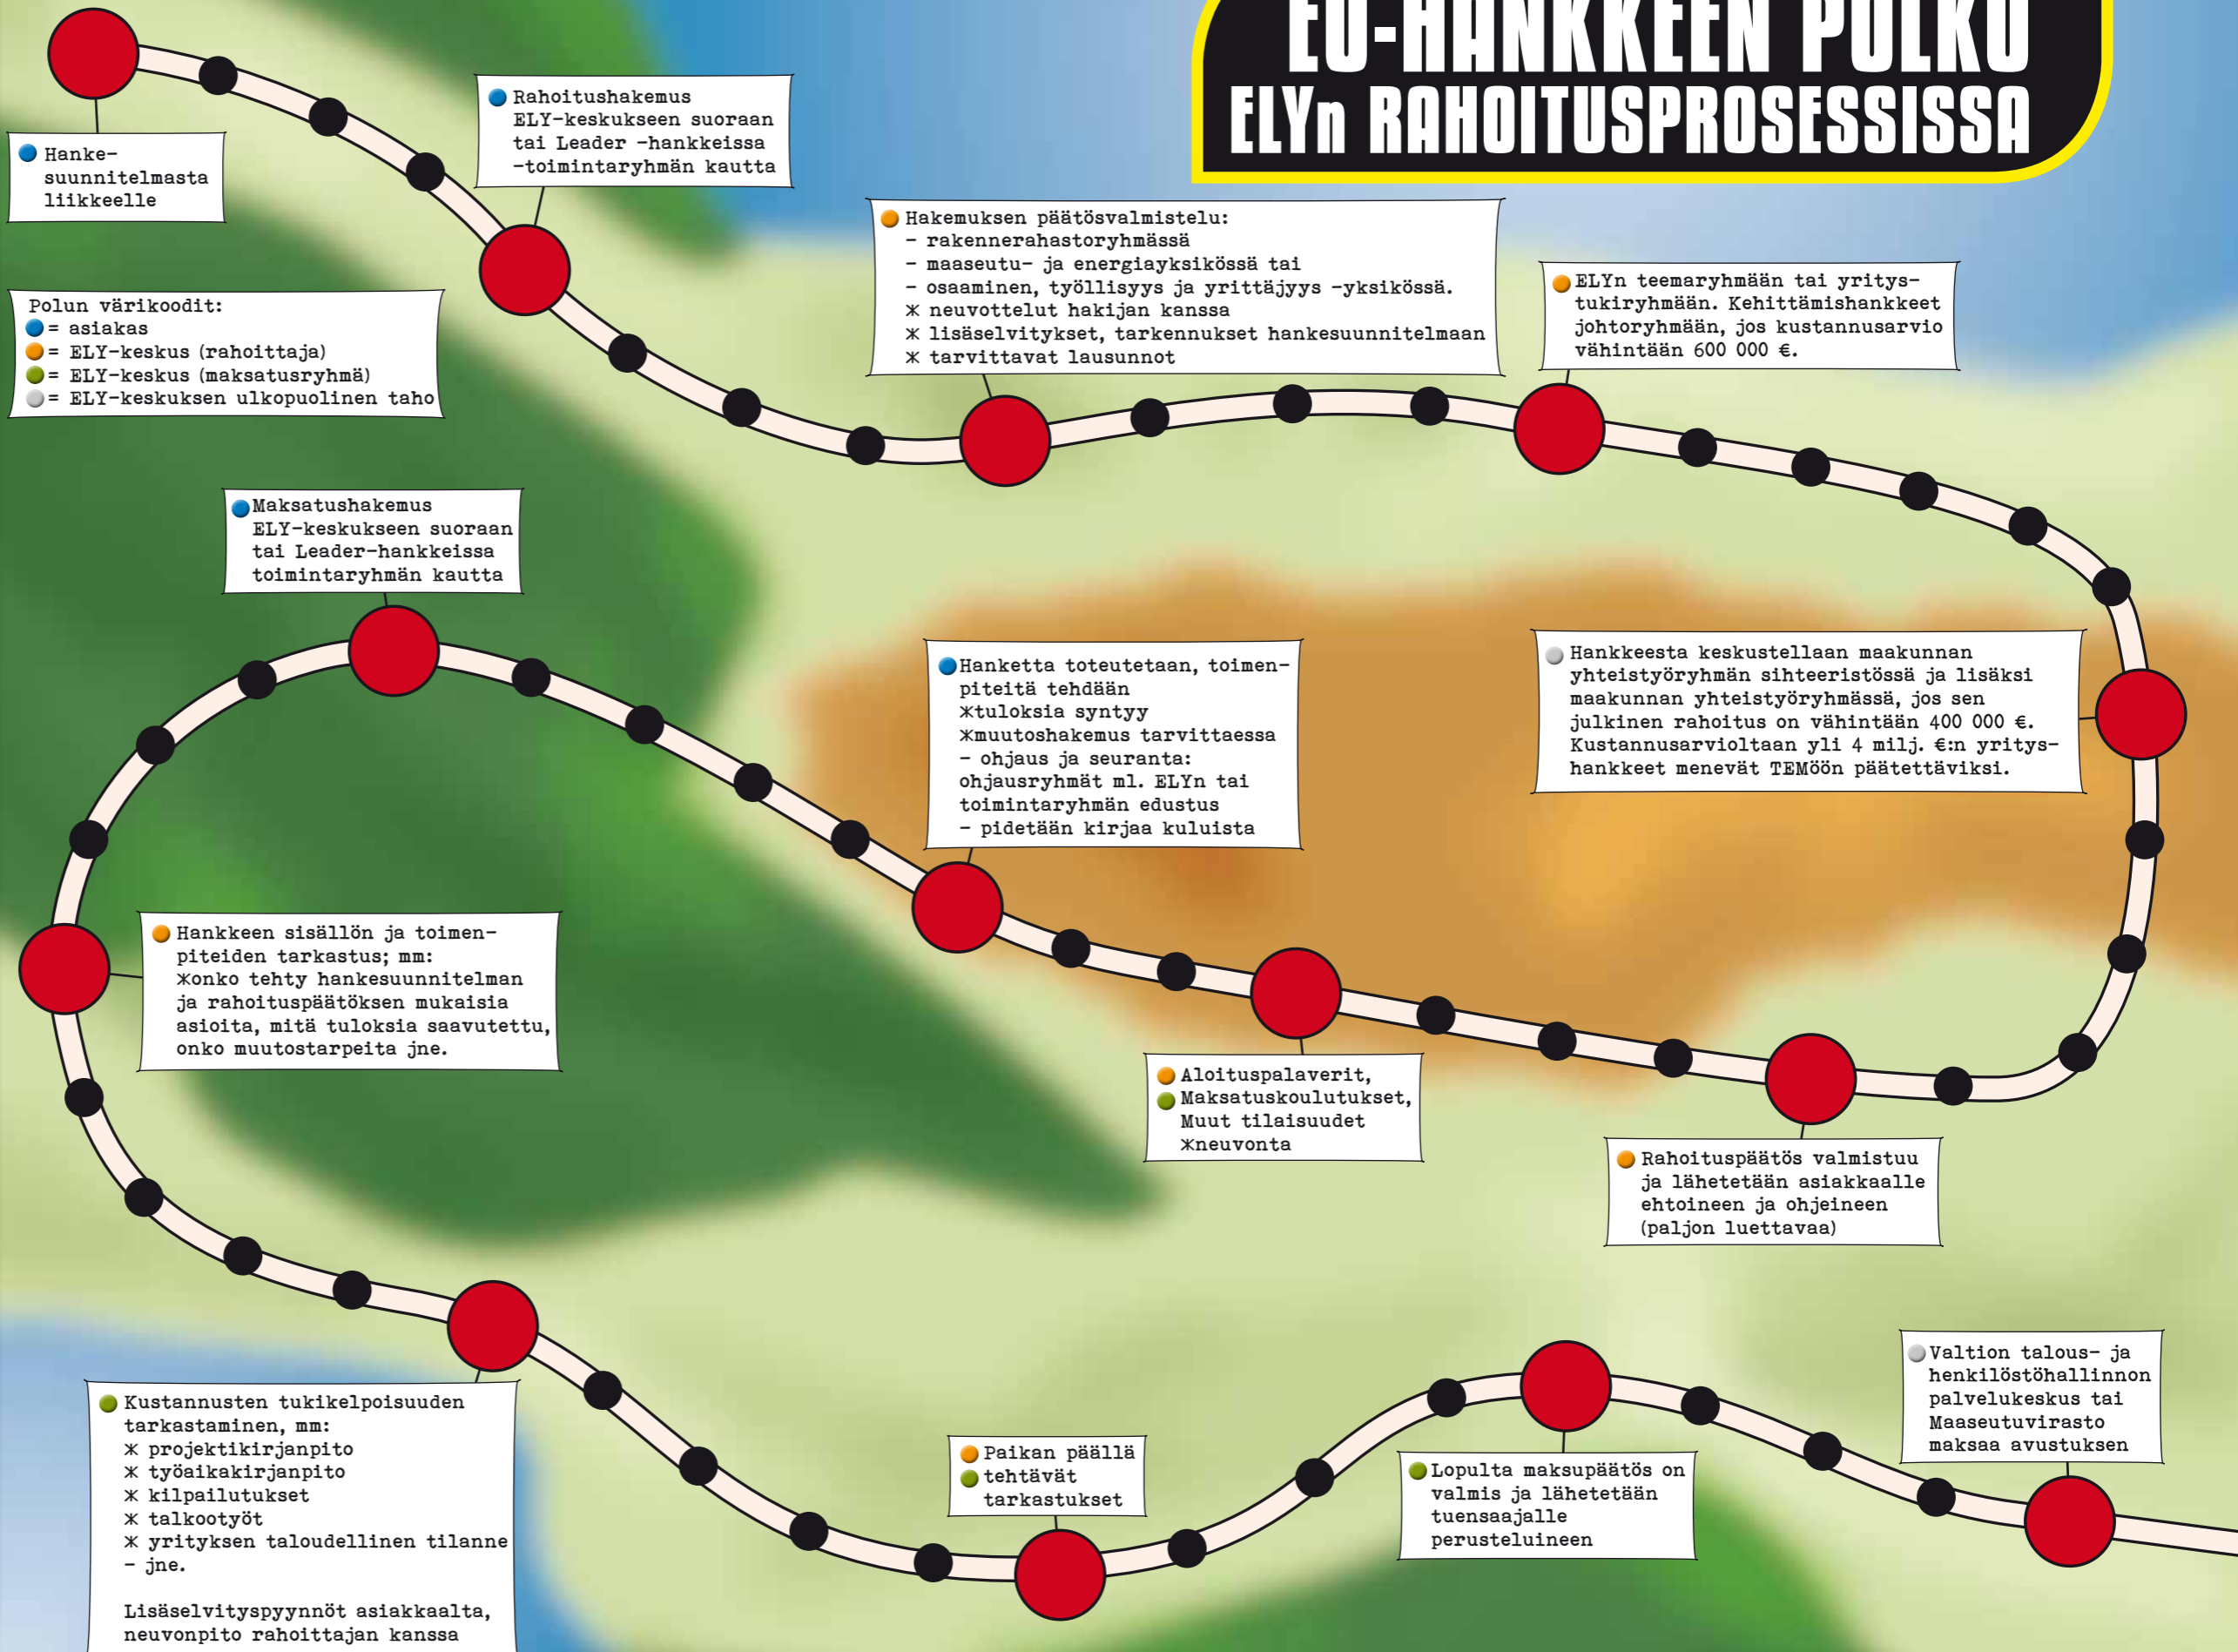 EU-HANKKEEN POLKU
ELYn RAHOITUSPROSESSISSA
Hanke-
suunnitelmasta
liikkeelle
Polun värikoodit:
= asiakas
= ELY-keskus (rahoittaja)
= ELY-keskus (maksatusryhmä)
= ELY-keskuksen ulkopuolinen taho
Rahoitushakemus
ELY-keskukseen suoraan
tai Leader -hankkeissa
-toimintaryhmän kautta
Hakemuksen päätösvalmistelu:
- rakennerahastoryhmässä
- maaseutu- ja energiayksikössä tai
- osaaminen, työllisyys ja yrittäjyys -yksikössä.
* neuvottelut hakijan kanssa
* lisäselvitykset, tarkennukset hankesuunnitelmaan
* tarvittavat lausunnot
ELYn teemaryhmään tai yritys-
tukiryhmään. Kehittämishankkeet
johtoryhmään, jos kustannusarvio
vähintään 600 000 €.
Hankkeesta keskustellaan maakunnan
yhteistyöryhmän sihteeristössä ja lisäksi
maakunnan yhteistyöryhmässä, jos sen
julkinen rahoitus on vähintään 400 000 €.
Kustannusarvioltaan yli 4 milj. €:n yritys-
hankkeet menevät TEMöön päätettäviksi.
Rahoituspäätös valmistuu
ja lähetetään asiakkaalle
ehtoineen ja ohjeineen
(paljon luettavaa)
Aloituspalaverit,
Maksatuskoulutukset,
Muut tilaisuudet
*neuvonta
Hanketta toteutetaan, toimen-
piteitä tehdään
*tuloksia syntyy
*muutoshakemus tarvittaessa
- ohjaus ja seuranta:
ohjausryhmät ml. ELYn tai
toimintaryhmän edustus
- pidetään kirjaa kuluista
Maksatushakemus
ELY-keskukseen suoraan
tai Leader-hankkeissa
toimintaryhmän kautta
Hankkeen sisällön ja toimen-
piteiden tarkastus; mm:
*onko tehty hankesuunnitelman
ja rahoituspäätöksen mukaisia
asioita, mitä tuloksia saavutettu,
onko muutostarpeita jne.
Kustannusten tukikelpoisuuden
tarkastaminen, mm:
* projektikirjanpito
* työaikakirjanpito
* kilpailutukset
* talkootyöt
* yrityksen taloudellinen tilanne
- jne.
Lisäselvityspyynnöt asiakkaalta,
neuvonpito rahoittajan kanssa
Paikan päällä
tehtävät
tarkastukset
Lopulta maksupäätös on
valmis ja lähetetään
tuensaajalle
perusteluineen
Valtion talous- ja
henkilöstöhallinnon
palvelukeskus tai
Maaseutuvirasto
maksaa avustuksen